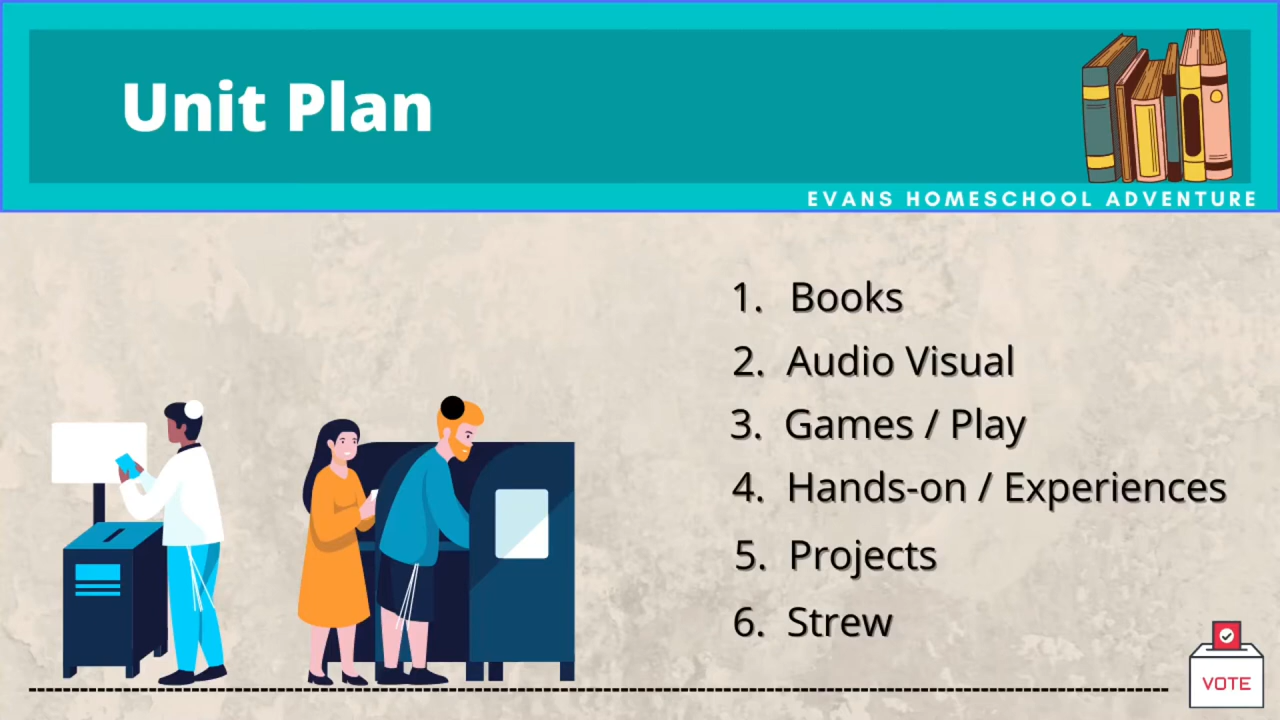 Unit Plan
EVANS HOMESCHOOL ADVENTURE
1. Books
2. Audio Visual
3. Games / Play
4. Hands-on / Experiences
5. Projects
6. Strew
VOTE